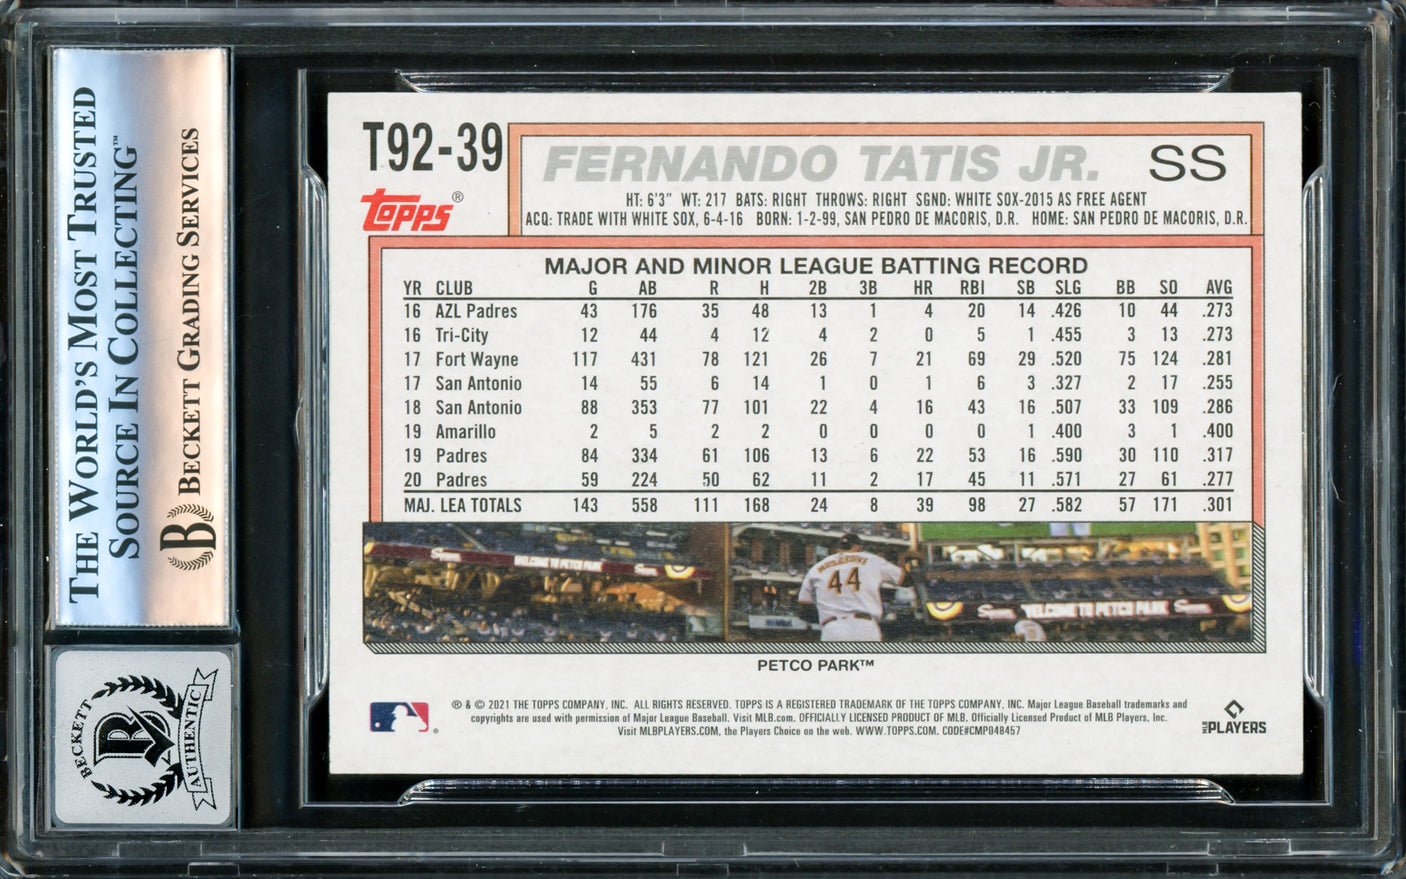 THE WORLD'S MOST TRUSTED
SOURCE IN COLLECTING™
B BECKETT GRADING SERVICES
BECKETT
AUTHENTIC
T92-39
Topps®
FERNANDO TATIS JR. SS
HT: 6'3" WT: 217 BATS: RIGHT THROWS: RIGHT SGND: WHITE SOX-2015 AS FREE AGENT
ACQ: TRADE WITH WHITE SOX, 6-4-16 BORN: 1-2-99, SAN PEDRO DE MACORIS, D.R. HOME: SAN PEDRO DE MACORIS, D.R.
MAJOR AND MINOR LEAGUE BATTING RECORD
YR CLUB G AB R H 2B 3B HR RBI SB SLG BB SO AVG
16 AZL Padres 43 176 35 48 13 1 4 20 14 .426 10 44 .273
16 Tri-City 12 44 4 12 4 2 0 5 1 .455 3 13 .273
17 Fort Wayne 117 431 78 121 26 7 21 69 29 .520 75 124 .281
17 San Antonio 14 55 6 14 1 0 1 6 3 .327 2 17 .255
18 San Antonio 88 353 77 101 22 4 16 43 16 .507 33 109 .286
19 Amarillo 2 5 2 2 0 0 0 0 1 .400 3 1 .400
19 Padres 84 334 61 106 13 6 22 53 16 .590 30 110 .317
20 Padres 59 224 50 62 11 2 17 45 11 .571 27 61 .277
MAJ. LEA TOTALS 143 558 111 168 24 8 39 98 27 .582 57 171 .301
WELCOME TO PETCO PARK
44
WELCOME TO PETCO PARK
PETCO PARK™
® & © 2021 THE TOPPS COMPANY, INC. ALL RIGHTS RESERVED. TOPPS IS A REGISTERED TRADEMARK OF THE TOPPS COMPANY, INC. Major League Baseball trademarks and
copyrights are used with permission of Major League Baseball. Visit MLB.com. OFFICIALLY LICENSED PRODUCT OF MLB. Officially Licensed Product of MLB Players, Inc.
Visit MLBPLAYERS.COM, the Players Choice on the web. WWW.TOPPS.COM. CODE#CMP048457
MLB PLAYERS